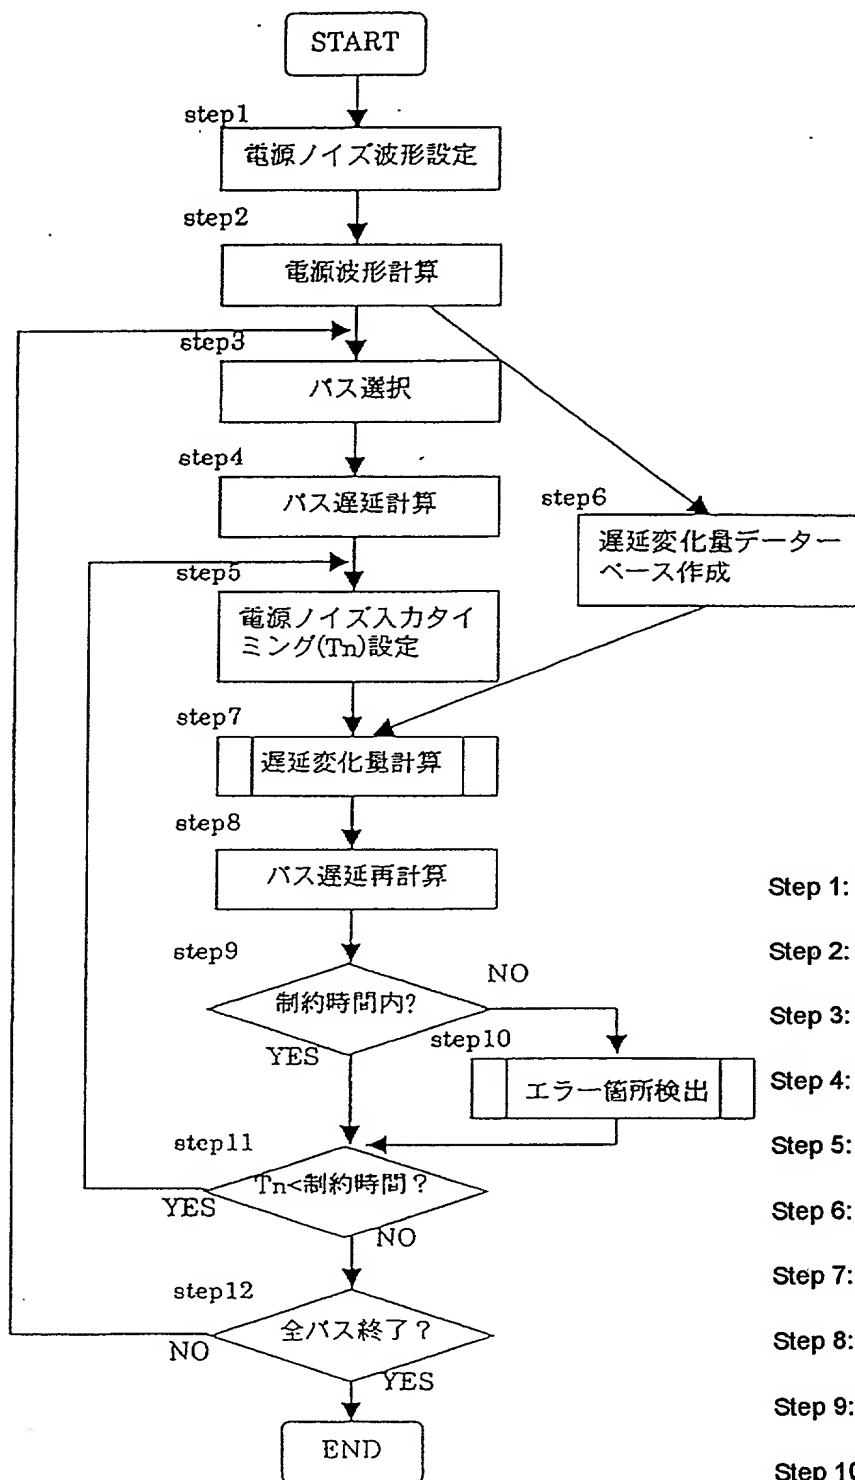 START
step1
電源ノイズ波形設定
step2
電源波形計算
step3
パス選択
step4
パス遅延計算
step6
遅延変化量データー
ベース作成
step5
電源ノイズ入力タイ
ミング(Tn)設定
step7
遅延変化量計算
step8
パス遅延再計算
step9
制約時間内?
NO
YES
step10
エラー箇所検出
step11
Tn<制約時間?
YES
NO
step12
全パス終了?
NO
YES
END
Step 1:
Step 2:
Step 3:
Step 4:
Step 5:
Step 6:
Step 7:
Step 8:
Step 9:
Step 10